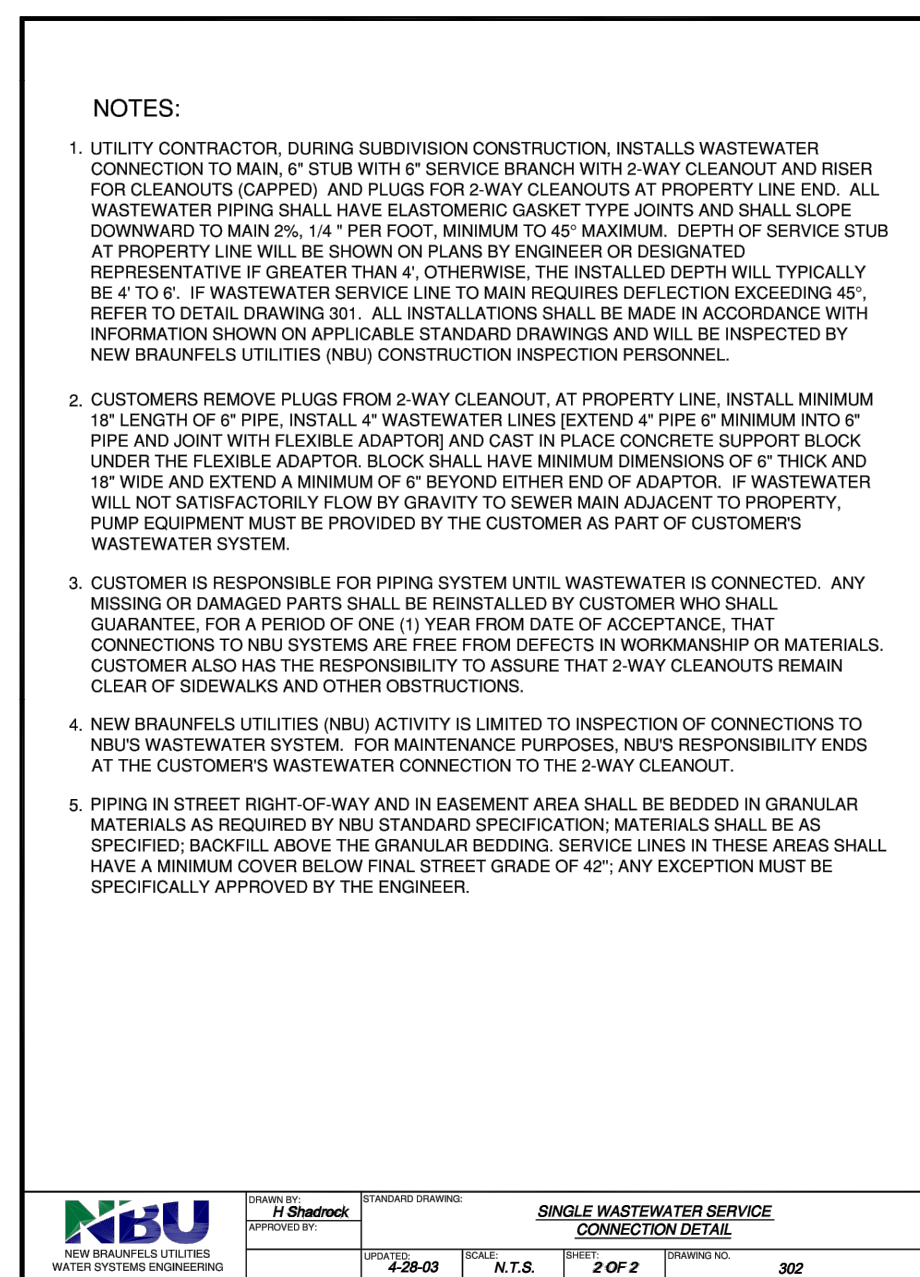 NOTES:
1. UTILITY CONTRACTOR, DURING SUBDIVISION CONSTRUCTION, INSTALLS WASTEWATER
CONNECTION TO MAIN, 6" STUB WITH 6" SERVICE BRANCH WITH 2-WAY CLEANOUT AND RISER
FOR CLEANOUTS (CAPPED) AND PLUGS FOR 2-WAY CLEANOUTS AT PROPERTY LINE END. ALL
WASTEWATER PIPING SHALL HAVE ELASTOMERIC GASKET TYPE JOINTS AND SHALL SLOPE
DOWNWARD TO MAIN 2%, 1/4 " PER FOOT, MINIMUM TO 45° MAXIMUM. DEPTH OF SERVICE STUB
AT PROPERTY LINE WILL BE SHOWN ON PLANS BY ENGINEER OR DESIGNATED
REPRESENTATIVE IF GREATER THAN 4', OTHERWISE, THE INSTALLED DEPTH WILL TYPICALLY
BE 4' TO 6'. IF WASTEWATER SERVICE LINE TO MAIN REQUIRES DEFLECTION EXCEEDING 45°,
REFER TO DETAIL DRAWING 301. ALL INSTALLATIONS SHALL BE MADE IN ACCORDANCE WITH
INFORMATION SHOWN ON APPLICABLE STANDARD DRAWINGS AND WILL BE INSPECTED BY
NEW BRAUNFELS UTILITIES (NBU) CONSTRUCTION INSPECTION PERSONNEL.
2. CUSTOMERS REMOVE PLUGS FROM 2-WAY CLEANOUT, AT PROPERTY LINE, INSTALL MINIMUM
18" LENGTH OF 6" PIPE, INSTALL 4" WASTEWATER LINES [EXTEND 4" PIPE 6" MINIMUM INTO 6"
PIPE AND JOINT WITH FLEXIBLE ADAPTOR] AND CAST IN PLACE CONCRETE SUPPORT BLOCK
UNDER THE FLEXIBLE ADAPTOR. BLOCK SHALL HAVE MINIMUM DIMENSIONS OF 6" THICK AND
18" WIDE AND EXTEND A MINIMUM OF 6" BEYOND EITHER END OF ADAPTOR. IF WASTEWATER
WILL NOT SATISFACTORILY FLOW BY GRAVITY TO SEWER MAIN ADJACENT TO PROPERTY,
PUMP EQUIPMENT MUST BE PROVIDED BY THE CUSTOMER AS PART OF CUSTOMER'S
WASTEWATER SYSTEM.
3. CUSTOMER IS RESPONSIBLE FOR PIPING SYSTEM UNTIL WASTEWATER IS CONNECTED. ANY
MISSING OR DAMAGED PARTS SHALL BE REINSTALLED BY CUSTOMER WHO SHALL
GUARANTEE, FOR A PERIOD OF ONE (1) YEAR FROM DATE OF ACCEPTANCE, THAT
CONNECTIONS TO NBU SYSTEMS ARE FREE FROM DEFECTS IN WORKMANSHIP OR MATERIALS.
CUSTOMER ALSO HAS THE RESPONSIBILITY TO ASSURE THAT 2-WAY CLEANOUTS REMAIN
CLEAR OF SIDEWALKS AND OTHER OBSTRUCTIONS.
4. NEW BRAUNFELS UTILITIES (NBU) ACTIVITY IS LIMITED TO INSPECTION OF CONNECTIONS TO
NBU'S WASTEWATER SYSTEM. FOR MAINTENANCE PURPOSES, NBU'S RESPONSIBILITY ENDS
AT THE CUSTOMER'S WASTEWATER CONNECTION TO THE 2-WAY CLEANOUT.
5. PIPING IN STREET RIGHT-OF-WAY AND IN EASEMENT AREA SHALL BE BEDDED IN GRANULAR
MATERIALS AS REQUIRED BY NBU STANDARD SPECIFICATION; MATERIALS SHALL BE AS
SPECIFIED; BACKFILL ABOVE THE GRANULAR BEDDING. SERVICE LINES IN THESE AREAS SHALL
HAVE A MINIMUM COVER BELOW FINAL STREET GRADE OF 42"; ANY EXCEPTION MUST BE
SPECIFICALLY APPROVED BY THE ENGINEER.
NBU
NEW BRAUNFELS UTILITIES
WATER SYSTEMS ENGINEERING
DRAWN BY:
H Shadrock
APPROVED BY:
STANDARD DRAWING:
SINGLE WASTEWATER SERVICE
CONNECTION DETAIL
UPDATED:
4-28-03
SCALE:
N.T.S.
SHEET:
2 OF 2
DRAWING NO.
302